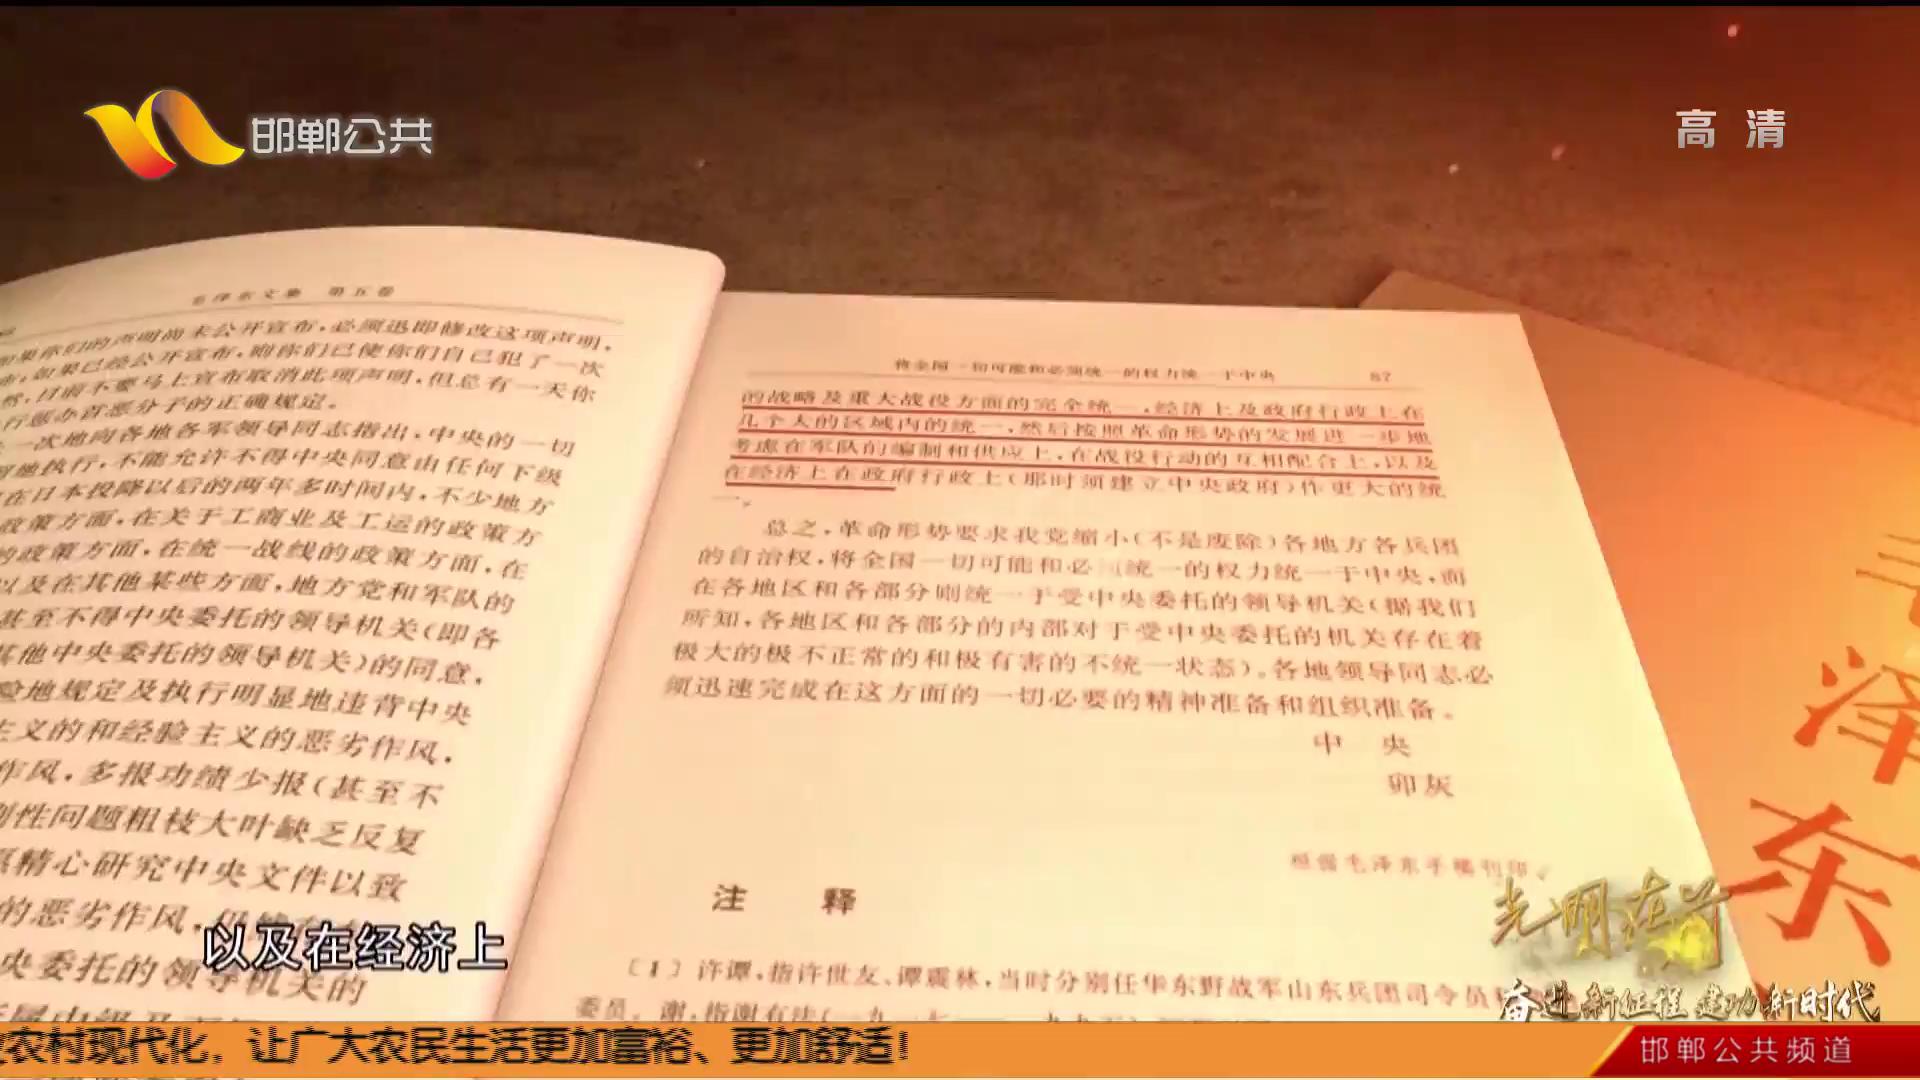 邯郸公共
高 清
毛泽东文集 第五卷
如果你们的声明尚未公开宣布，必须迅即修改这项声明，
布；如果已经公开宣布，则你们已使你们自己犯了一次
然，目前不要马上宣布取消此项声明，但总有一天你
行惩办首恶分子的正确规定。
一次地向各地各军领导同志指出，中央的一切
地执行，不能允许不得中央同意由任何下级
在日本投降以后的两年多时间内，不少地方
政策方面，在关于工商业及工运的政策方
的政策方面，在统一战线的政策方面，在
以及在其他某些方面，地方党和军队的
甚至不得中央委托的领导机关（即各
其他中央委托的领导机关）的同意，
险地规定及执行明显地违背中央
主义的和经验主义的恶劣作风，
作风，多报功绩少报（甚至不
则性问题粗枝大叶缺乏反复
愿精心研究中央文件以致
的恶劣作风，
央委托的领导机关的
将全国一切可能和必须统一的权力统一于中央 87
的战略及重大战役方面的完全统一，经济上及政府行政上在
几个大的区域内的统一，然后按照革命形势的发展进一步地
考虑在军队的编制和供应上，在战役行动的互相配合上，以及
在经济上在政府行政上（那时须建立中央政府）作更大的统
一。
总之，革命形势要求我党缩小（不是废除）各地方各兵团
的自治权，将全国一切可能和必须统一的权力统一于中央，而
在各地区和各部分则统一于受中央委托的领导机关（据我们
所知，各地区和各部分的内部对于受中央委托的机关存在着
极大的极不正常的和极有害的不统一状态）。各地领导同志必
须迅速完成在这方面的一切必要的精神准备和组织准备。
中 央
卯灰
根据毛泽东手稿刊印。
注 释
〔1〕 许谭，指许世友、谭震林，当时分别任华东野战军山东兵团司令员
委员。谢，指谢有法（一九一七——一九九五）
毛
泽
东
以及在经济上
光明在前
奋进新征程 建功新时代
农村现代化，让广大农民生活更加富裕、更加舒适！
邯郸公共频道